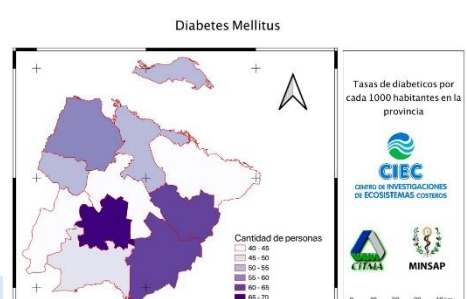 Diabetes Mellitus
Tasas de diabeticos por
cada 1000 habitantes en la
provincia
CIEC
CENTRO DE INVESTIGACIONES
DE ECOSISTEMAS COSTEROS
CITMA
MINSAP
Cantidad de personas
40 - 45
45 - 50
50 - 55
55 - 60
60 - 65
65 - 70